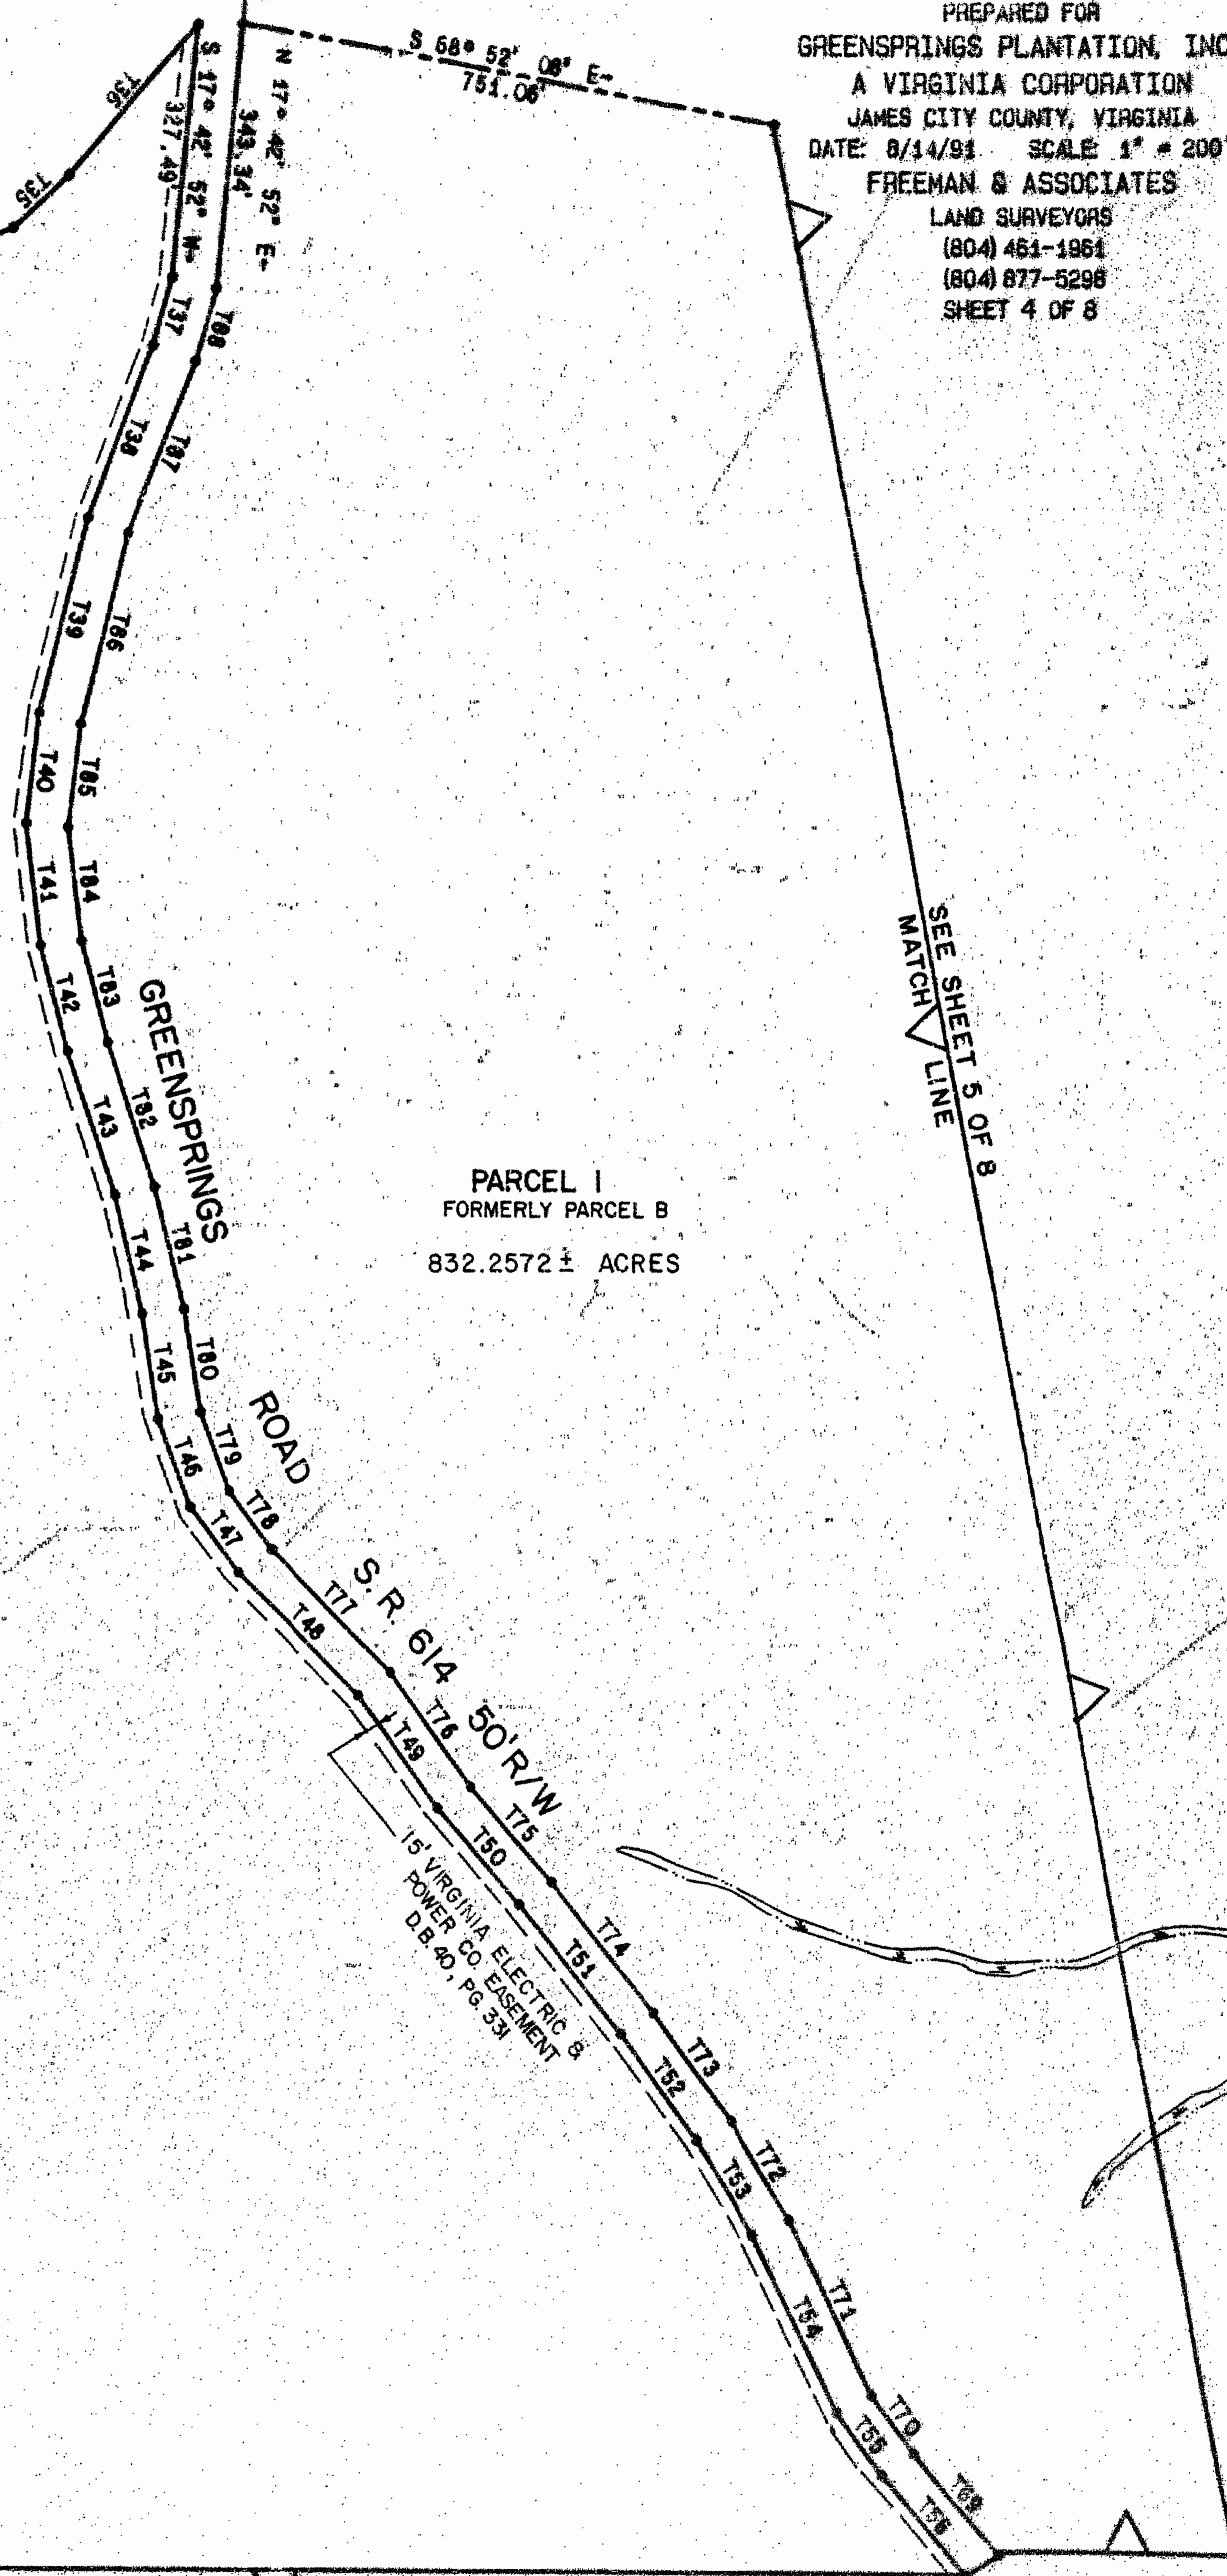 PREPARED FOR
GREENSPRINGS PLANTATION, INC
A VIRGINIA CORPORATION
JAMES CITY COUNTY, VIRGINIA
DATE: 8/14/91 SCALE: 1" = 200'
FREEMAN & ASSOCIATES
LAND SURVEYORS
(804) 461-1961
(804) 877-5298
SHEET 4 OF 8
S 68° 52' 08" E-
751.06'
N 17° 42' 52" E-
343.34'
S 17° 42' 52" W-
327.49'
T36
T35
T37
T88
T38
T87
T39
T86
T40
T85
T41
T84
T42
T83
T43
T82
T44
T81
T45
T80
T46
T79
T47
T78
T48
T77
T49
T76
T50
T75
T51
T74
T52
T73
T53
T72
T54
T71
T55
T70
T56
T69
GREENSPRINGS
ROAD
S. R. 614
50' R/W
SEE SHEET 5 OF 8
MATCH LINE
PARCEL 1
FORMERLY PARCEL B
832.2572 ± ACRES
15' VIRGINIA ELECTRIC &
POWER CO. EASEMENT
D.B. 40, PG. 331